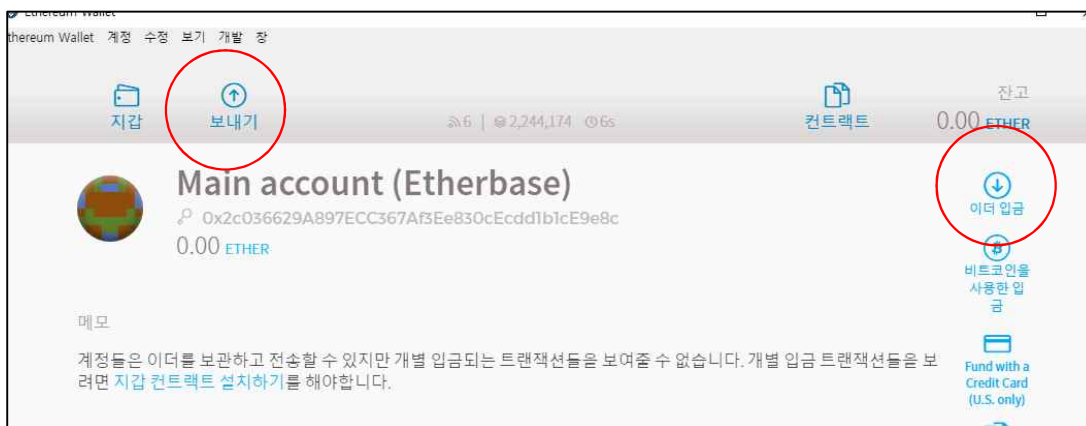 Ethereum Wallet
thereum Wallet 계정 수정 보기 개발 창
지갑
보내기
6 | 2,244,174 6s
컨트랙트
잔고
0.00 ETHER
Main account (Etherbase)
0x2c036629A897ECC367Af3Ee830cEcdd1b1cE9e8c
0.00 ETHER
이더 입금
비트코인을
사용한 입
금
Fund with a
Credit Card
(U.S. only)
메모
계정들은 이더를 보관하고 전송할 수 있지만 개별 입금되는 트랜잭션들을 보여줄 수 없습니다. 개별 입금 트랜잭션들을 보
려면 지갑 컨트랙트 설치하기를 해야합니다.